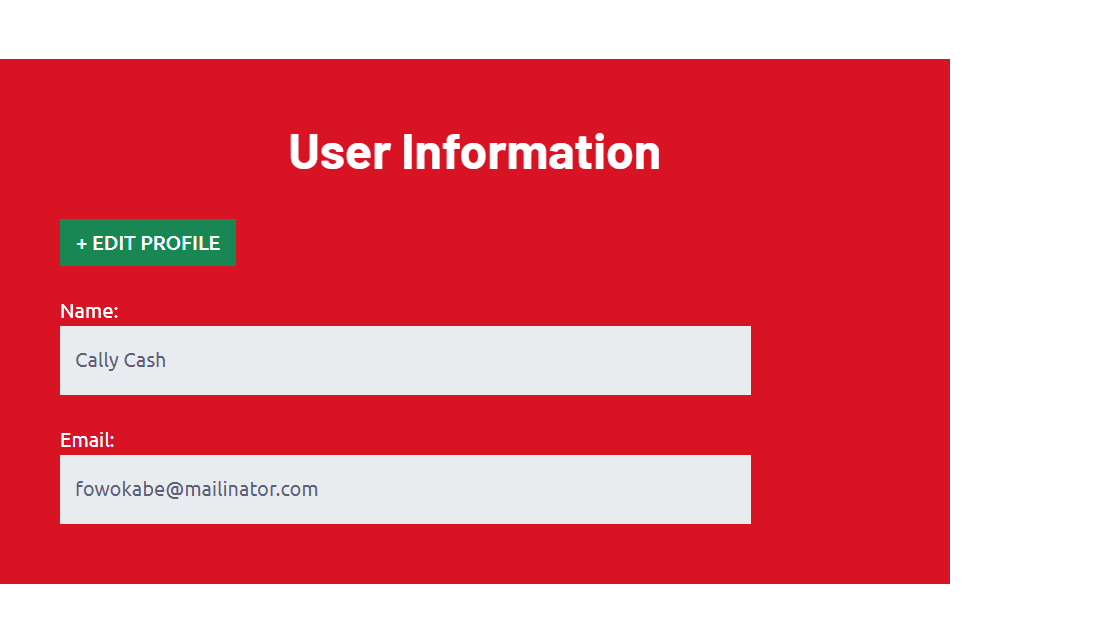 User Information
+ EDIT PROFILE
Name:
Cally Cash
Email:
fowokabe@mailinator.com